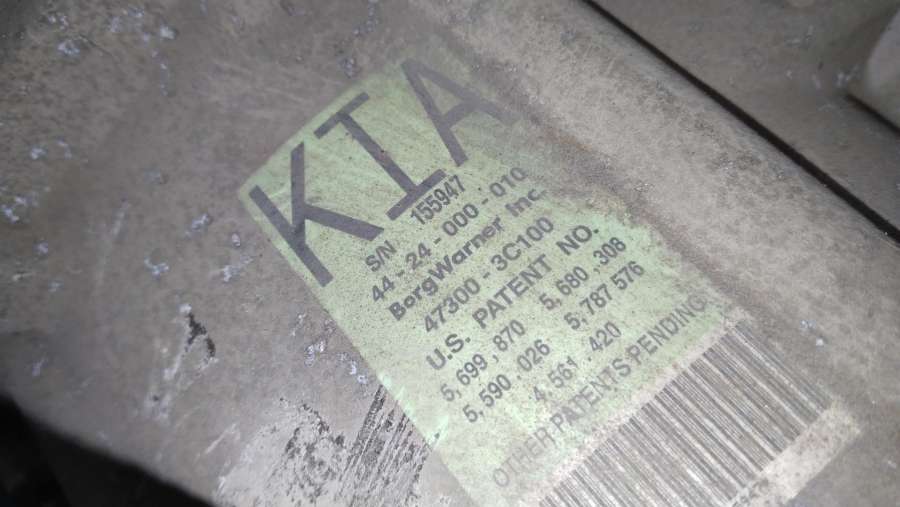 KIA
S/N 155947
44-24-000-010
BorgWarner Inc.
47300-3C100
U.S. PATENT NO.
5,699,870 5,680,308
5,590,026 5,787 576
4,561,420
OTHER PATENTS PENDING